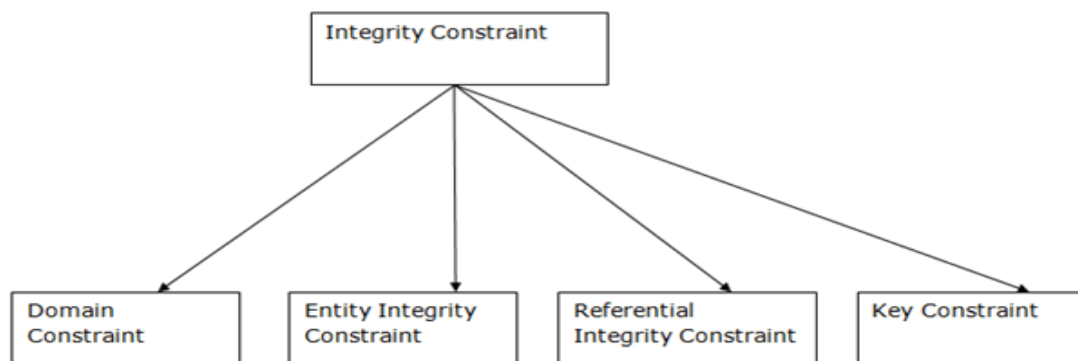 Integrity Constraint
Domain
Constraint
Entity Integrity
Constraint
Referential
Integrity Constraint
Key Constraint